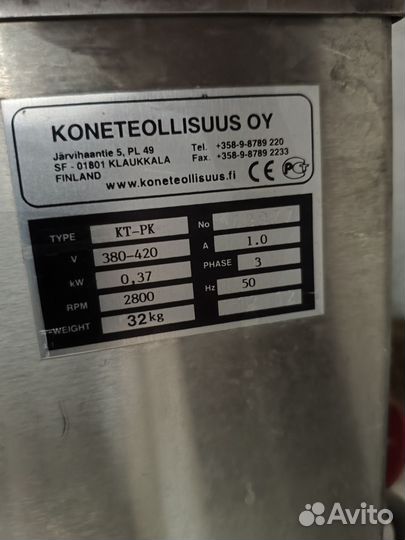 KONETEOLLISUUS OY
Järvihaantie 5, PL 49 Tel. +358-9-8789 220
SF - 01801 KLAUKKALA Fax. +358-9-8789 2233
FINLAND
www.koneteollisuus.fi CE РСТ
TYPE KT-PK No
V 380-420 A 1.0
kW 0,37 PHASE 3
RPM 2800 Hz 50
T-WEIGHT 32kg
Avito